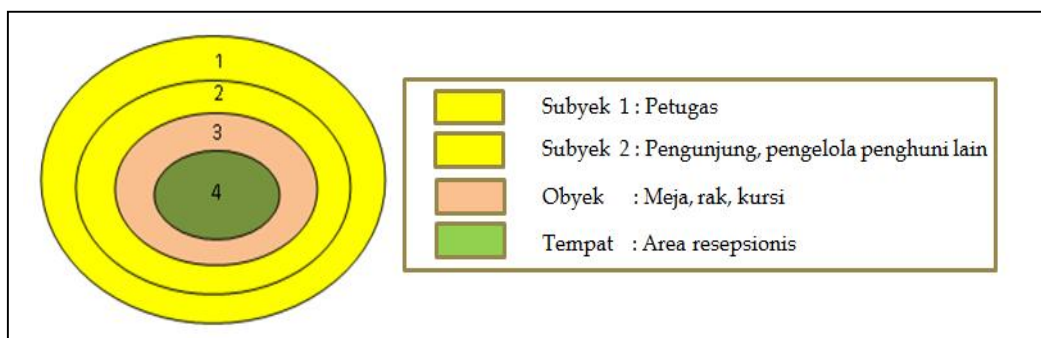 1
2
3
4
Subyek 1 : Petugas
Subyek 2 : Pengunjung, pengelola penghuni lain
Obyek : Meja, rak, kursi
Tempat : Area resepsionis